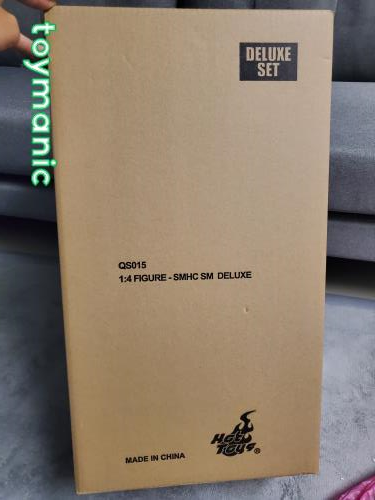 toymanic
DELUXE
SET
QS015
1:4 FIGURE - SMHC SM DELUXE
HOT
TOYS®
MADE IN CHINA